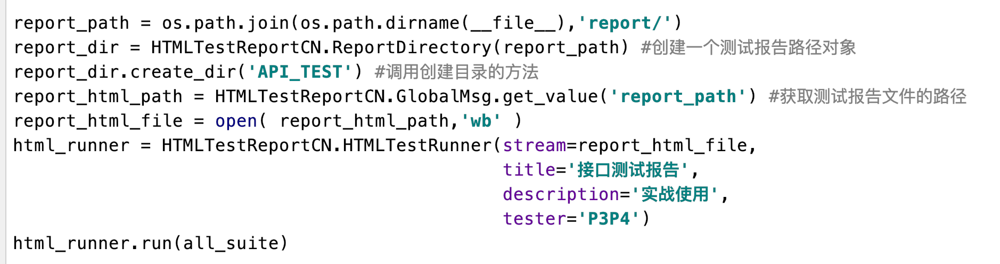 report_path = os.path.join(os.path.dirname(__file__),'report/')
report_dir = HTMLTestReportCN.ReportDirectory(report_path) #创建一个测试报告路径对象
report_dir.create_dir('API_TEST') #调用创建目录的方法
report_html_path = HTMLTestReportCN.GlobalMsg.get_value('report_path') #获取测试报告文件的路径
report_html_file = open( report_html_path,'wb' )
html_runner = HTMLTestReportCN.HTMLTestRunner(stream=report_html_file,
title='接口测试报告',
description='实战使用',
tester='P3P4')
html_runner.run(all_suite)